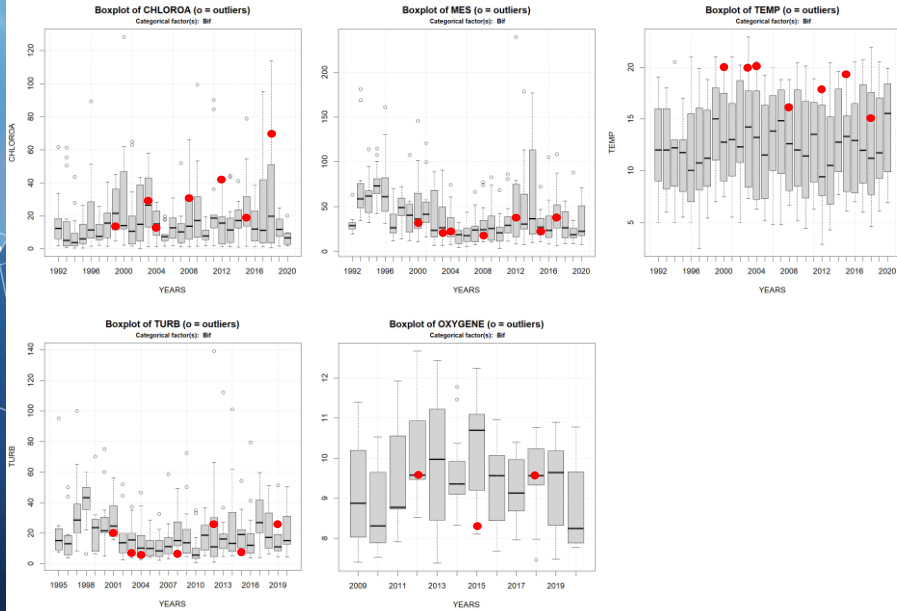 Boxplot of CHLOROA (o = outliers)
Categorical factor(s): Bif
CHLOROA
120
100
80
60
40
20
0
1992 1996 2000 2004 2008 2012 2016 2020
YEARS
Boxplot of MES (o = outliers)
Categorical factor(s): Bif
MES
200
150
100
50
0
1992 1996 2000 2004 2008 2012 2016 2020
YEARS
Boxplot of TEMP (o = outliers)
Categorical factor(s): Bif
TEMP
20
15
10
5
1992 1996 2000 2004 2008 2012 2016 2020
YEARS
Boxplot of TURB (o = outliers)
Categorical factor(s): Bif
TURB
140
120
100
80
60
40
20
0
1995 1998 2001 2004 2007 2010 2013 2016 2019
YEARS
Boxplot of OXYGENE (o = outliers)
Categorical factor(s): Bif
OXYGENE
12
11
10
9
8
2009 2011 2013 2015 2017 2019
YEARS